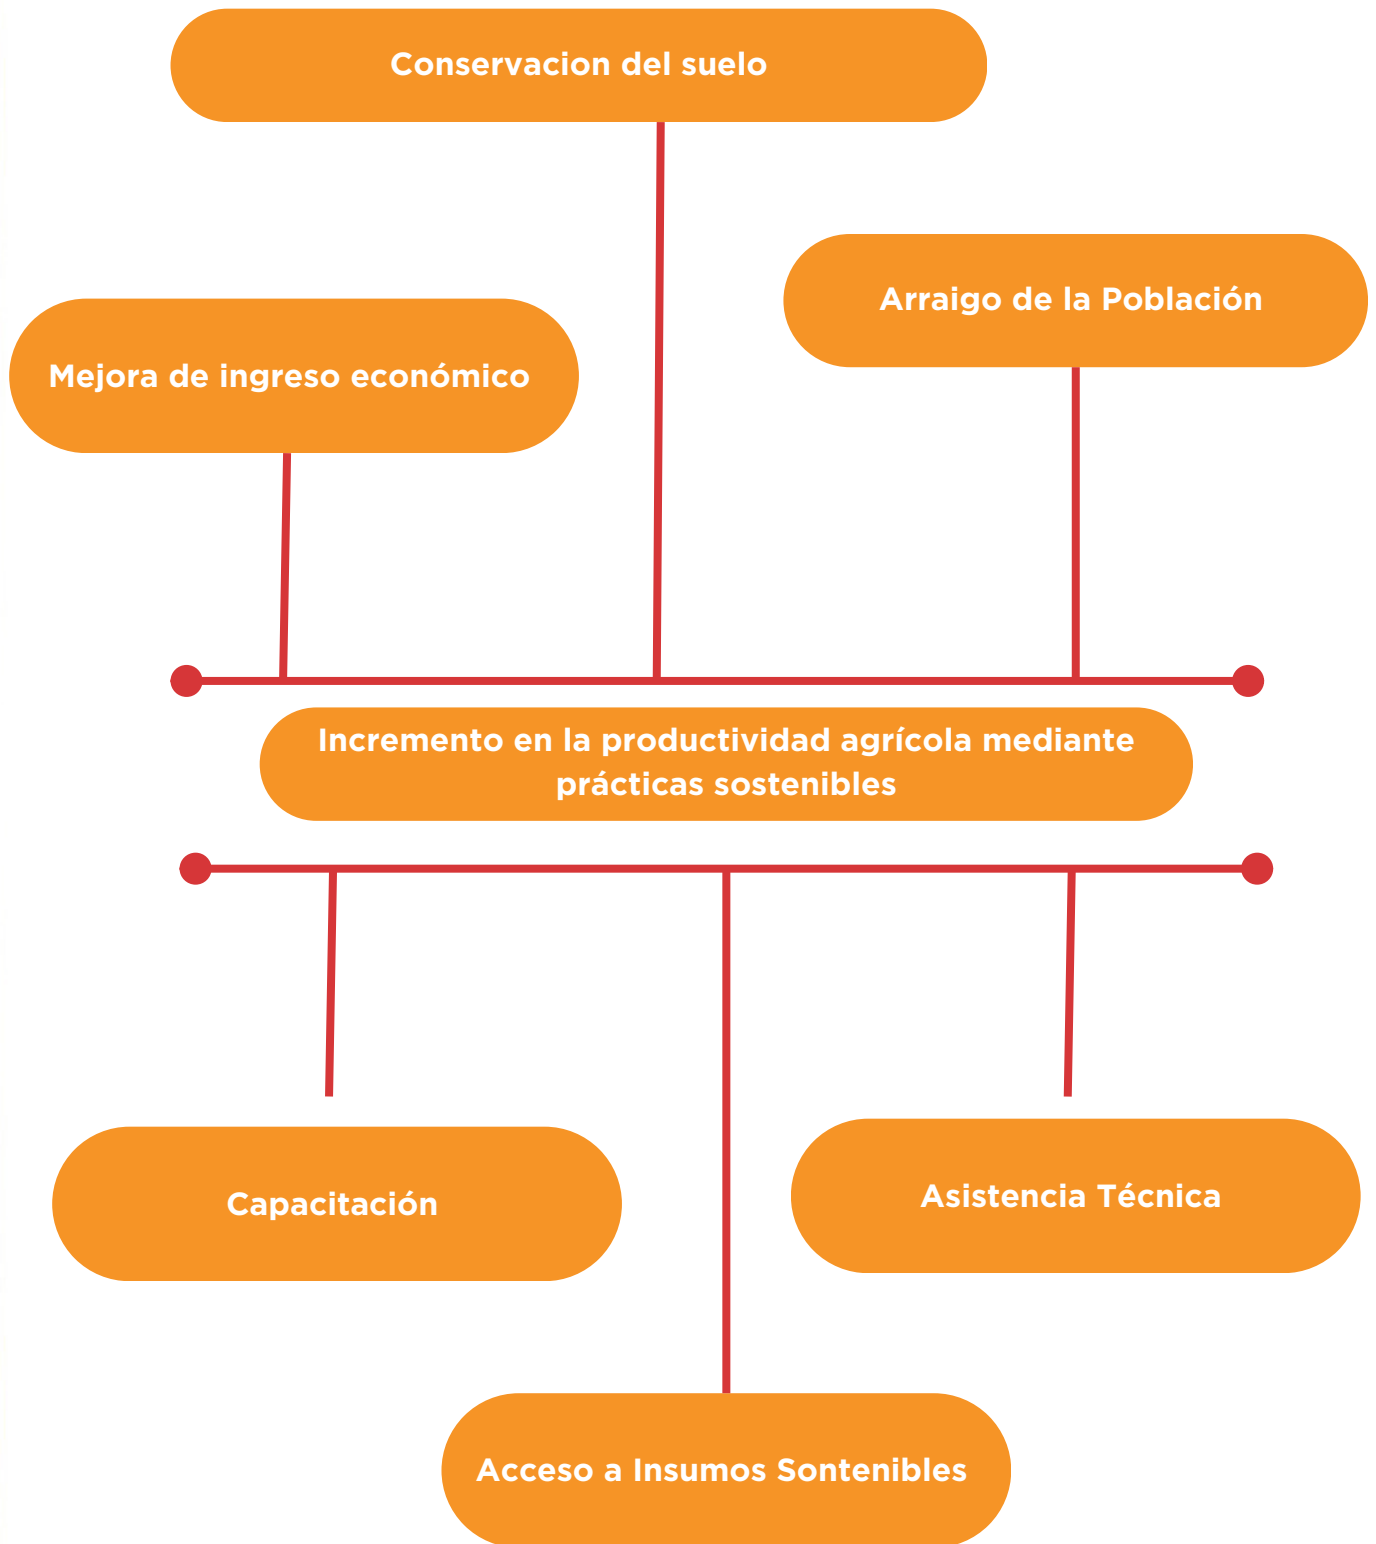 Conservacion del suelo
Arraigo de la Población
Mejora de ingreso económico
Incremento en la productividad agrícola mediante
prácticas sostenibles
Capacitación
Asistencia Técnica
Acceso a Insumos Sontenibles